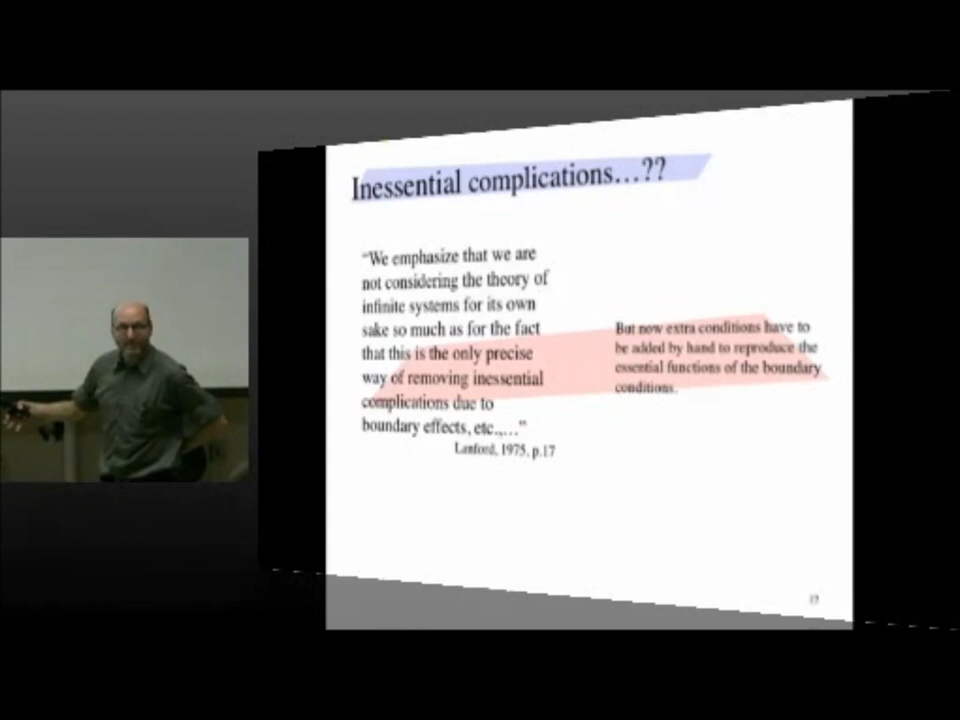 Inessential complications...??
“We emphasize that we are
not considering the theory of
infinite systems for its own
sake so much as for the fact
that this is the only precise
way of removing inessential
complications due to
boundary effects, etc.,...”
Lanford, 1975, p.17
But now extra conditions have to
be added by hand to reproduce the
essential functions of the boundary
conditions.
17